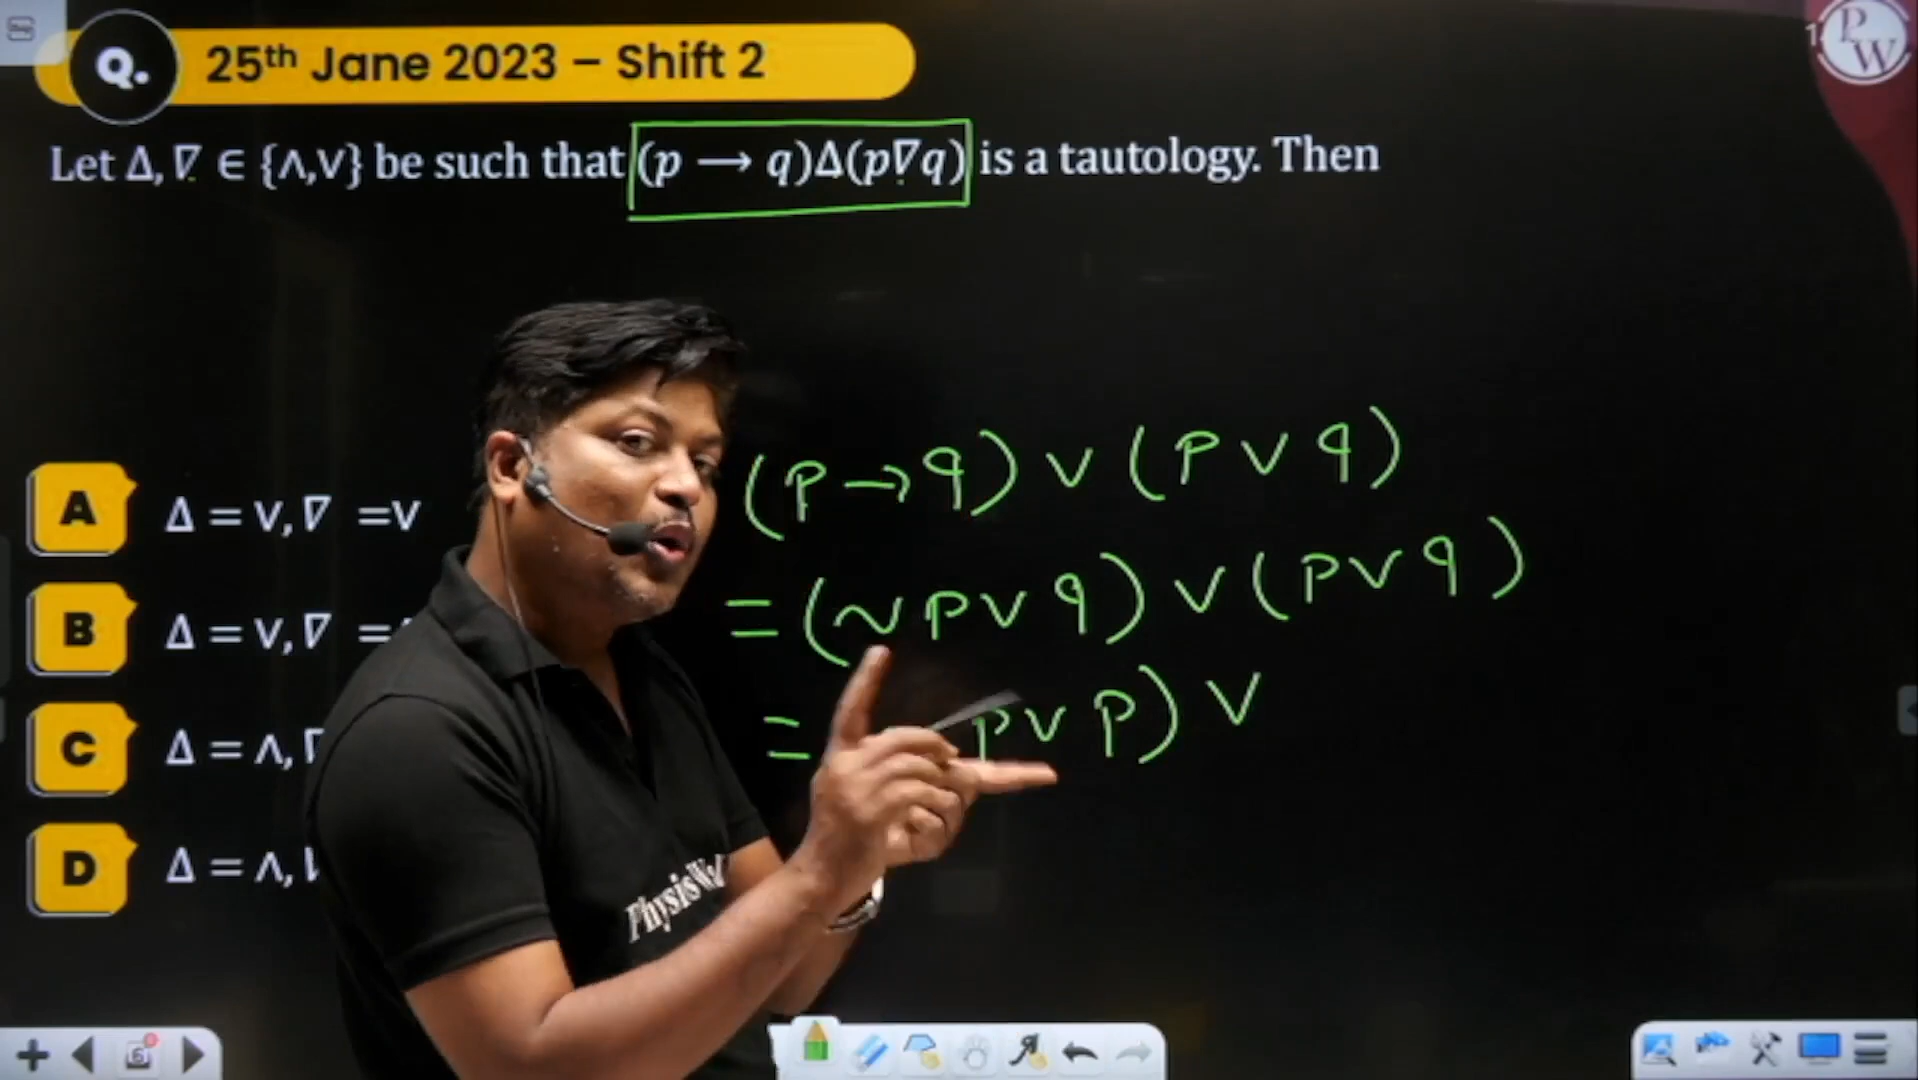 Q. 25th Jane 2023 – Shift 2
PW
Let Δ, ∇ ∈ {∧,∨} be such that (p ⟶ q)Δ(p∇q) is a tautology. Then
A Δ = ∨, ∇ =∨
B Δ = ∨, ∇ =
C Δ = ∧,
D Δ = ∧,
(p → q) ∨ (p ∨ q)
= (~ p ∨ q) ∨ (p ∨ q)
= p ∨ p) ∨